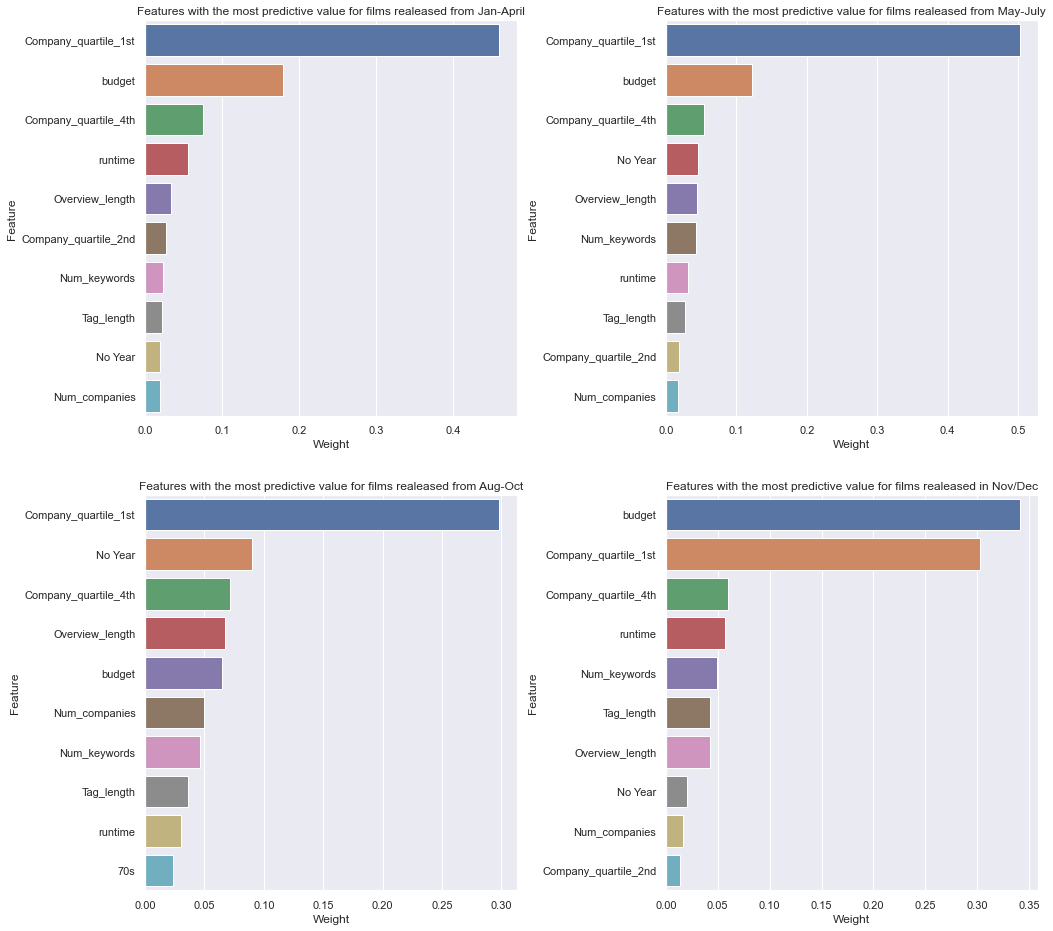 Features with the most predictive value for films realeased from Jan-April
Company_quartile_1st
budget
Company_quartile_4th
runtime
Overview_length
Company_quartile_2nd
Num_keywords
Tag_length
No Year
Num_companies
Feature
0.0 0.1 0.2 0.3 0.4
Weight
Features with the most predictive value for films realeased from May-July
Company_quartile_1st
budget
Company_quartile_4th
No Year
Overview_length
Num_keywords
runtime
Tag_length
Company_quartile_2nd
Num_companies
Feature
0.0 0.1 0.2 0.3 0.4 0.5
Weight
Features with the most predictive value for films realeased from Aug-Oct
Company_quartile_1st
No Year
Company_quartile_4th
Overview_length
budget
Num_companies
Num_keywords
Tag_length
runtime
70s
Feature
0.00 0.05 0.10 0.15 0.20 0.25 0.30
Weight
Features with the most predictive value for films realeased in Nov/Dec
budget
Company_quartile_1st
Company_quartile_4th
runtime
Num_keywords
Tag_length
Overview_length
No Year
Num_companies
Company_quartile_2nd
Feature
0.00 0.05 0.10 0.15 0.20 0.25 0.30 0.35
Weight